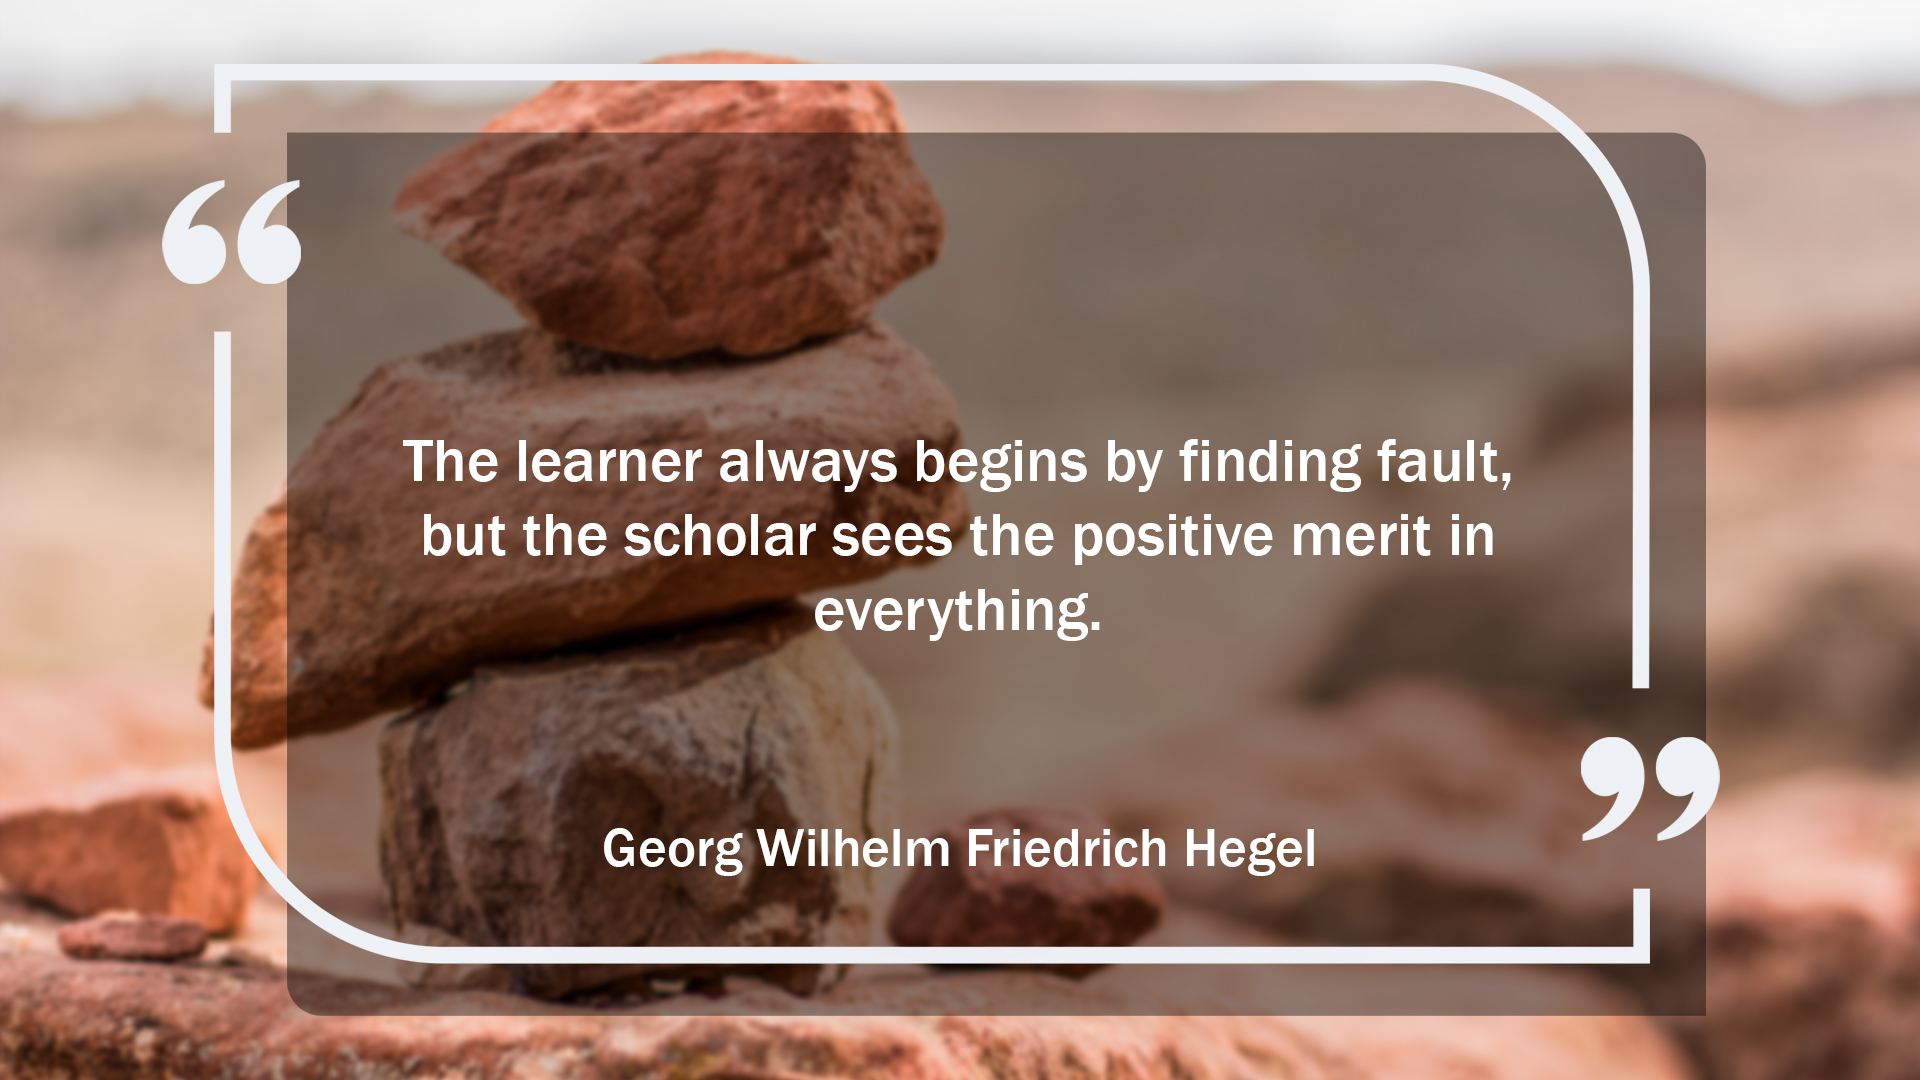 The learner always begins by finding fault,
but the scholar sees the positive merit in
everything.
Georg Wilhelm Friedrich Hegel